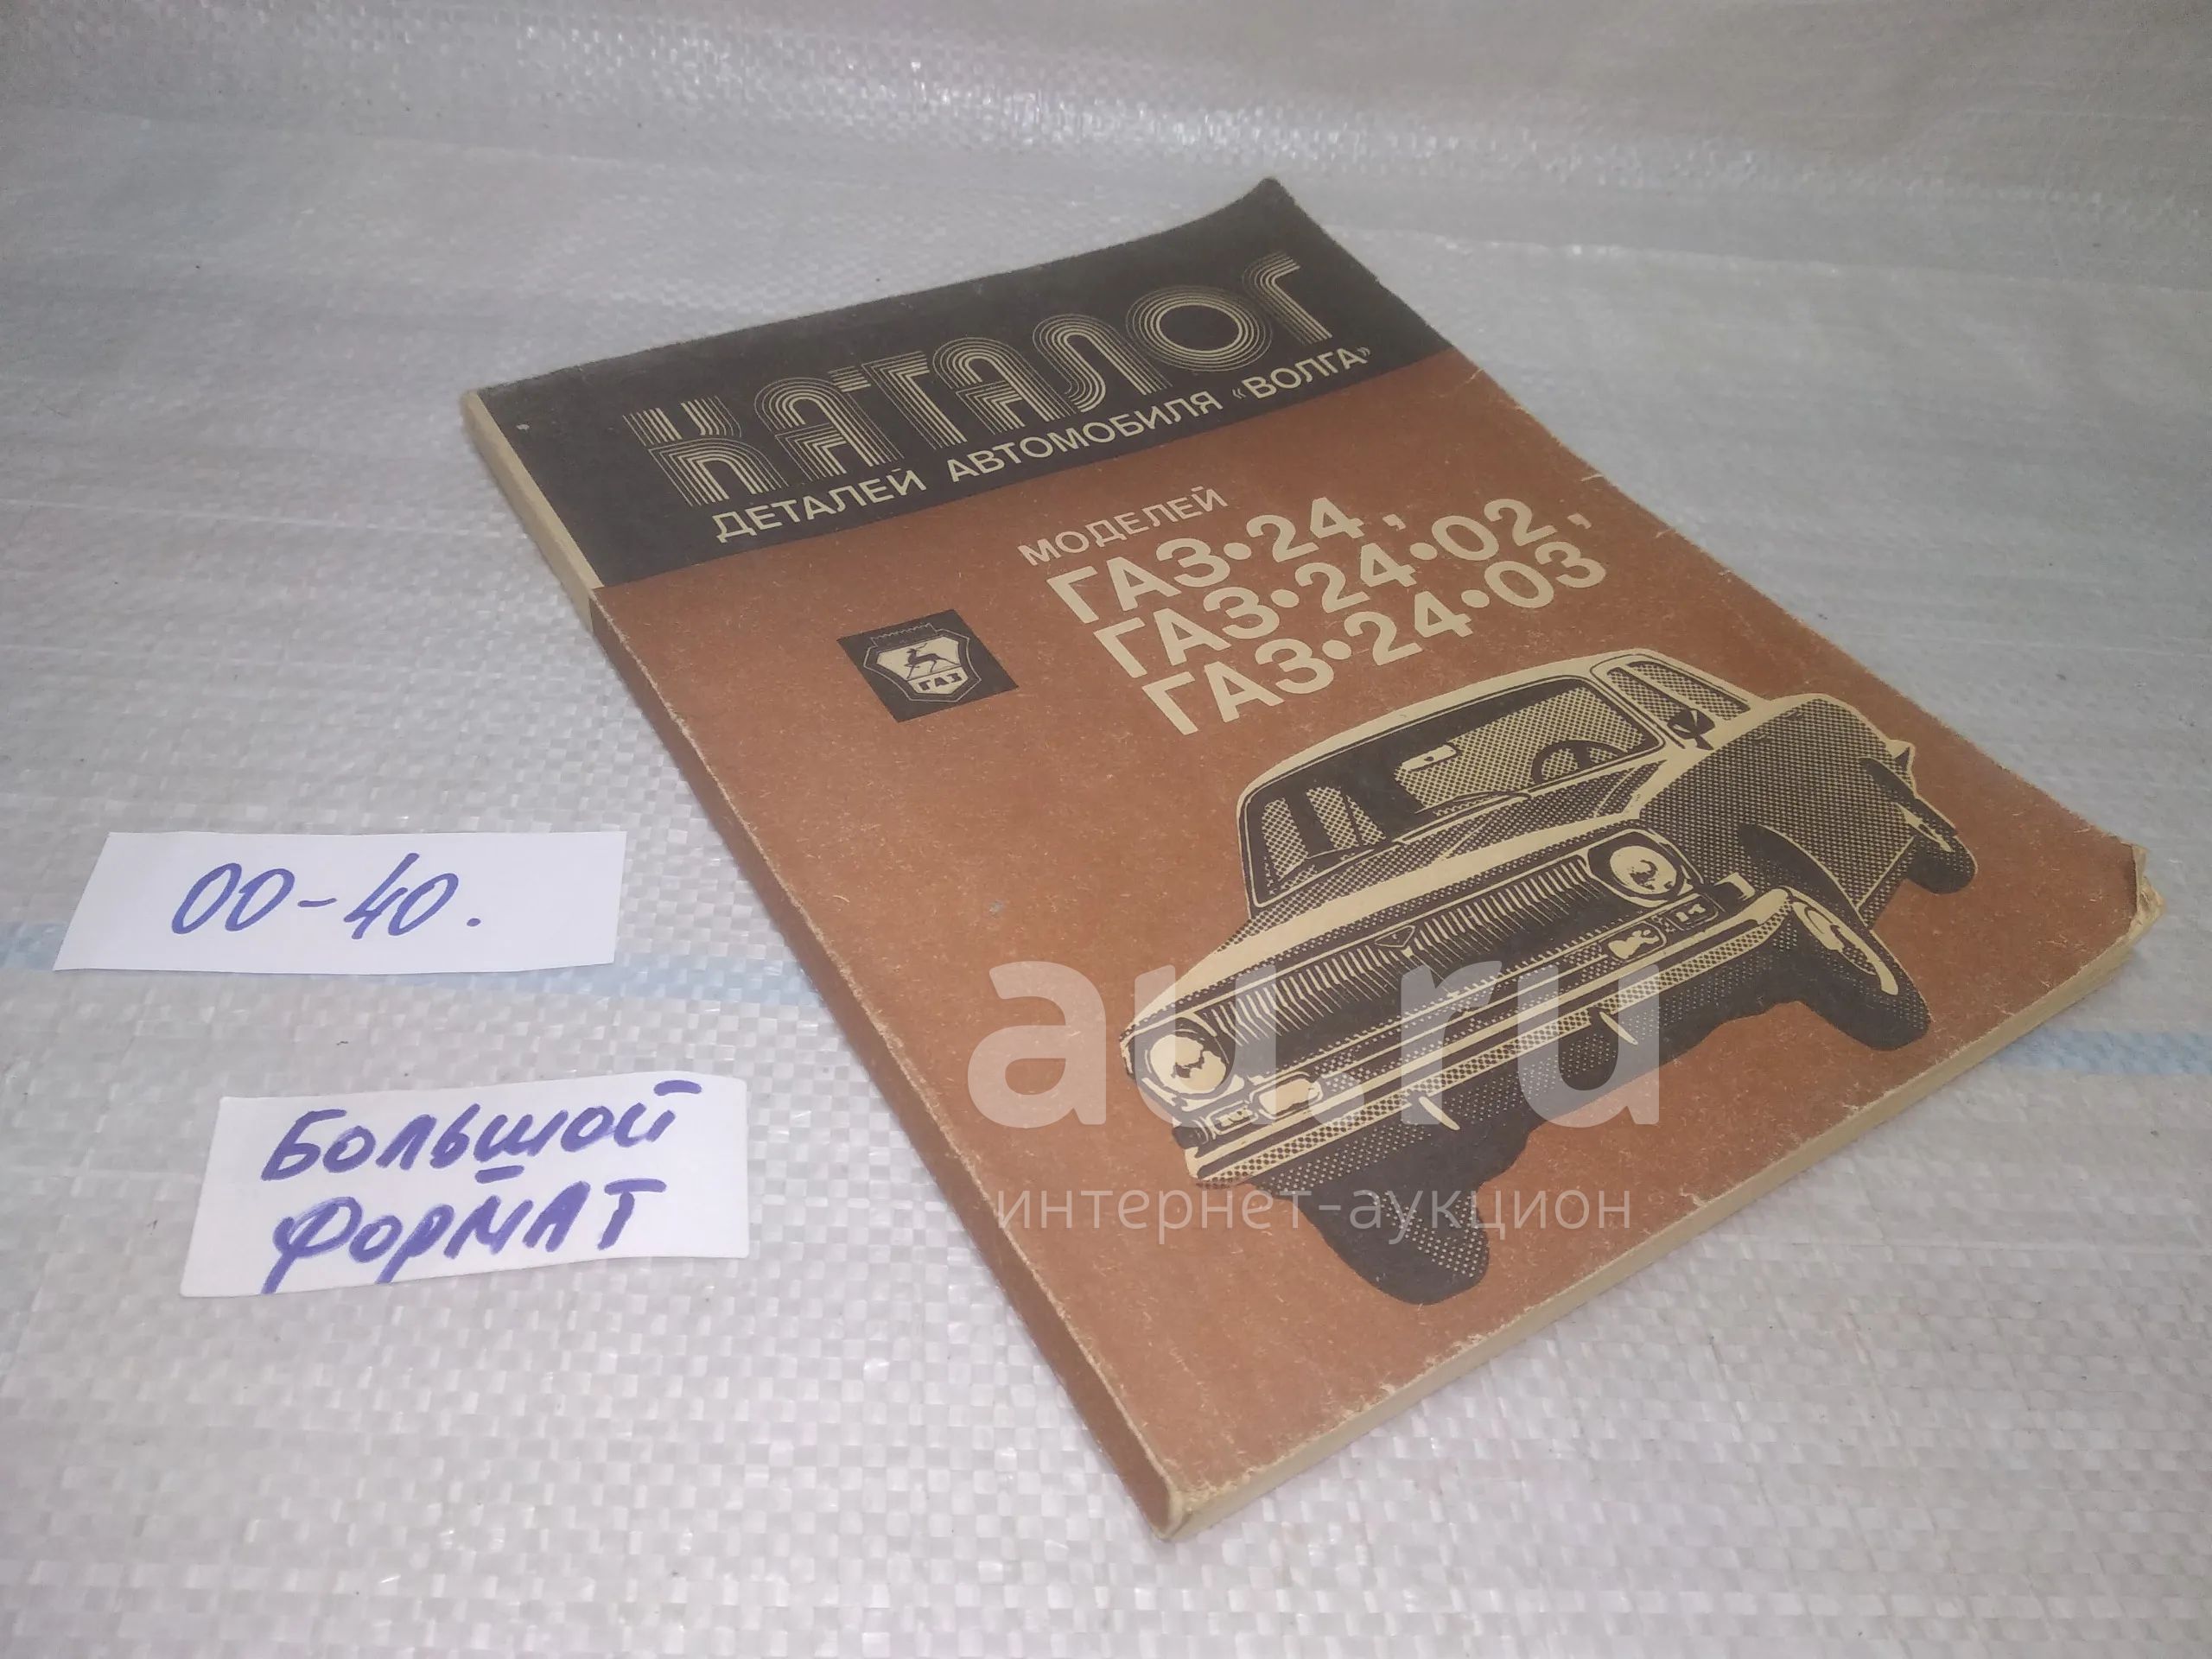 КАТАЛОГ
ДЕТАЛЕЙ АВТОМОБИЛЯ «ВОЛГА»
МОДЕЛЕЙ
ГАЗ•24,
ГАЗ•24•02,
ГАЗ•24•03
ГАЗ
00-40.
БОЛЬШОЙ
ФОРМАТ
au.ru
интернет-аукцион